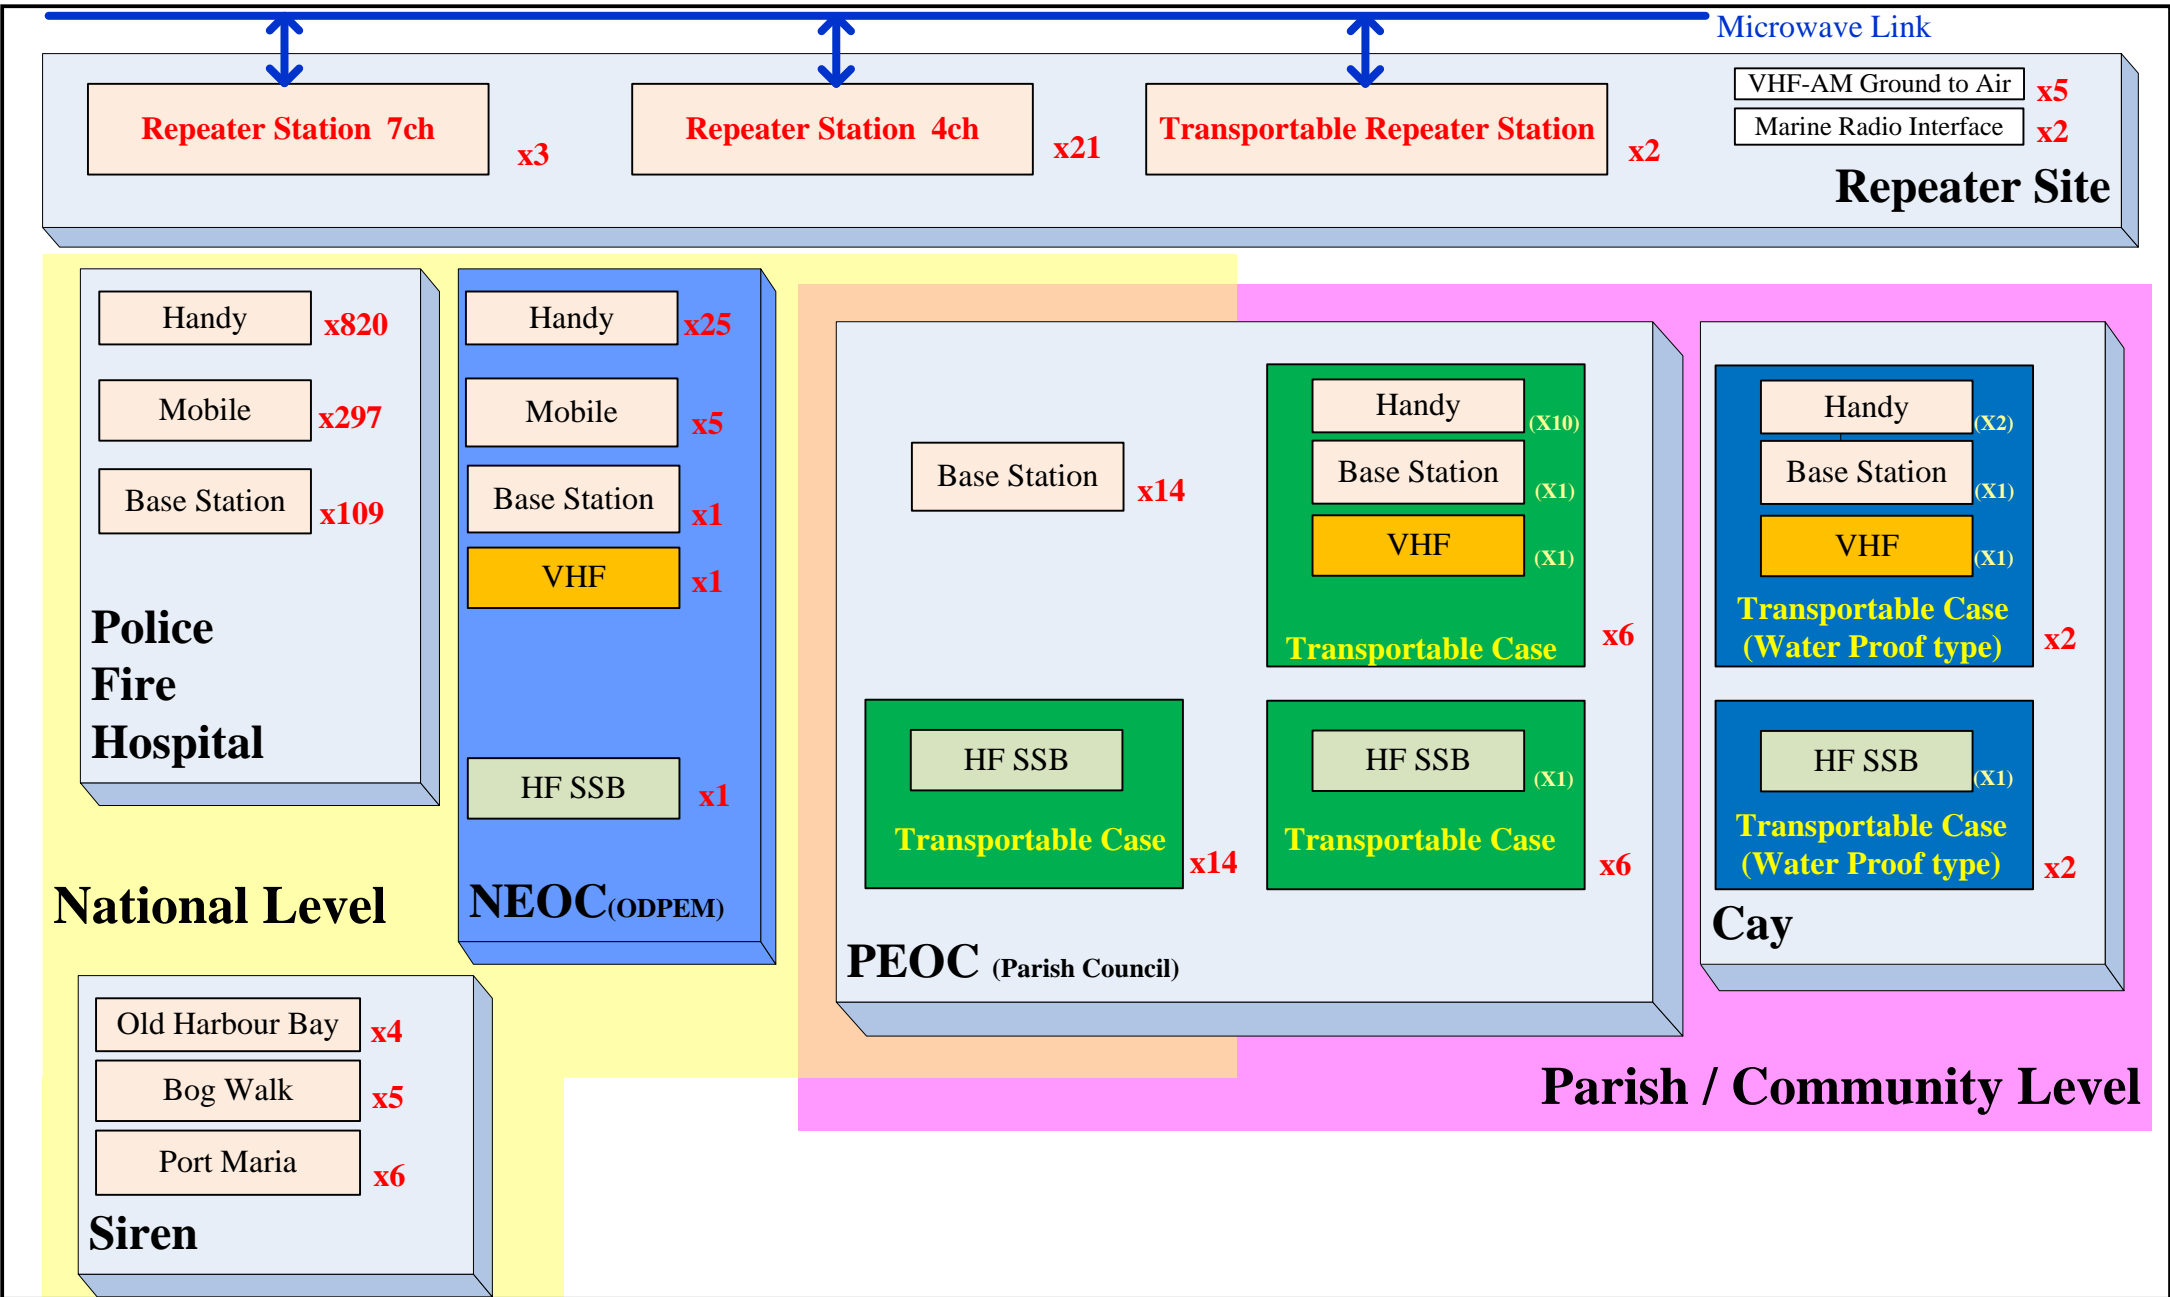 Microwave Link
Repeater Station 7ch
x3
Repeater Station 4ch
x21
Transportable Repeater Station
x2
VHF-AM Ground to Air
x5
Marine Radio Interface
x2
Repeater Site
Handy
x820
Mobile
x297
Base Station
x109
Police
Fire
Hospital
Handy
x25
Mobile
x5
Base Station
x1
VHF
x1
HF SSB
x1
NEOC(ODPEM)
National Level
Base Station
x14
Handy
(X10)
Base Station
(X1)
VHF
(X1)
Transportable Case
x6
HF SSB
Transportable Case
x14
HF SSB
(X1)
Transportable Case
x6
PEOC (Parish Council)
Handy
(X2)
Base Station
(X1)
VHF
(X1)
Transportable Case
(Water Proof type)
x2
HF SSB
(X1)
Transportable Case
(Water Proof type)
x2
Cay
Parish / Community Level
Old Harbour Bay
x4
Bog Walk
x5
Port Maria
x6
Siren